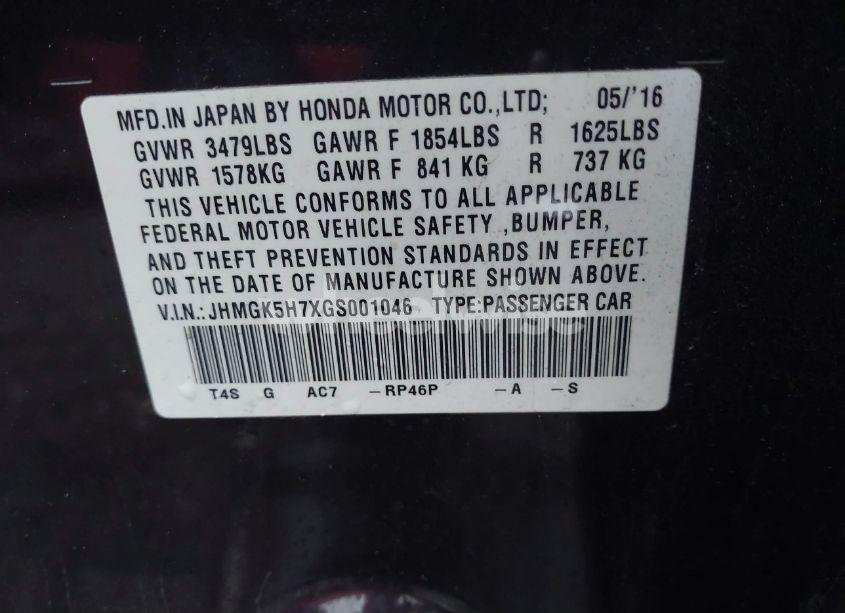 MFD.IN JAPAN BY HONDA MOTOR CO.,LTD; 05/'16
GVWR 3479LBS GAWR F 1854LBS R 1625LBS
GVWR 1578KG GAWR F 841 KG R 737 KG
THIS VEHICLE CONFORMS TO ALL APPLICABLE
FEDERAL MOTOR VEHICLE SAFETY ,BUMPER,
AND THEFT PREVENTION STANDARDS IN EFFECT
ON THE DATE OF MANUFACTURE SHOWN ABOVE.
V.I.N.:JHMGK5H7XGS001046 TYPE:PASSENGER CAR
T4S G AC7 –RP46P –A –S